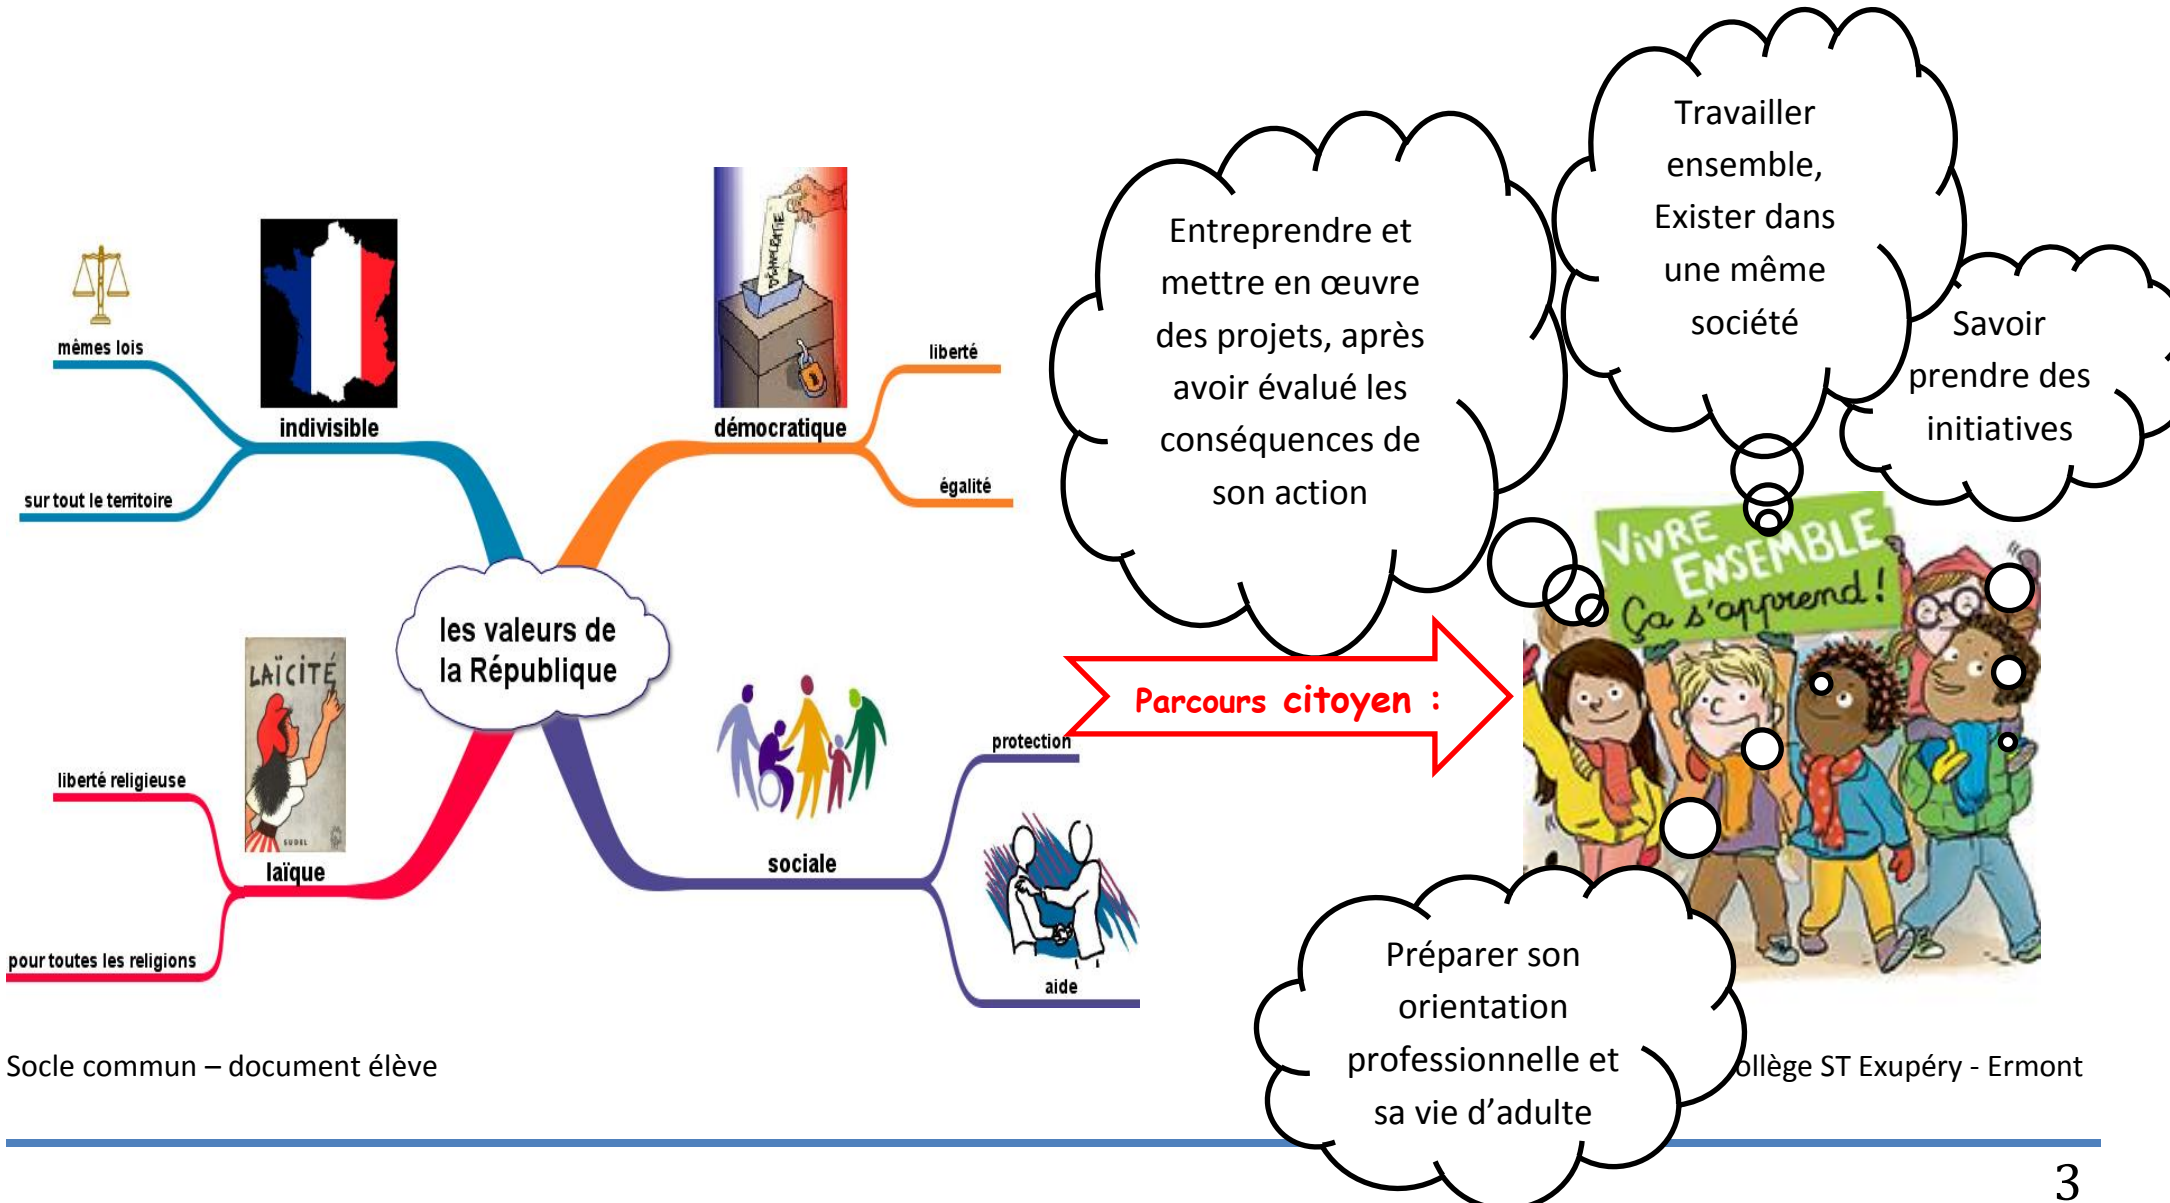 mêmes lois
sur tout le territoire
indivisible
DÉMOCRATIE
démocratique
liberté
égalité
les valeurs de
la République
LAÏCITÉ
SUDEL
liberté religieuse
laïque
pour toutes les religions
sociale
protection
aide
Entreprendre et
mettre en œuvre
des projets, après
avoir évalué les
conséquences de
son action
Travailler
ensemble,
Exister dans
une même
société
Savoir
prendre des
initiatives
Parcours citoyen :
VIVRE
ENSEMBLE
Ça s'apprend !
Préparer son
orientation
professionnelle et
sa vie d’adulte
Socle commun – document élève
ollège ST Exupéry - Ermont
3